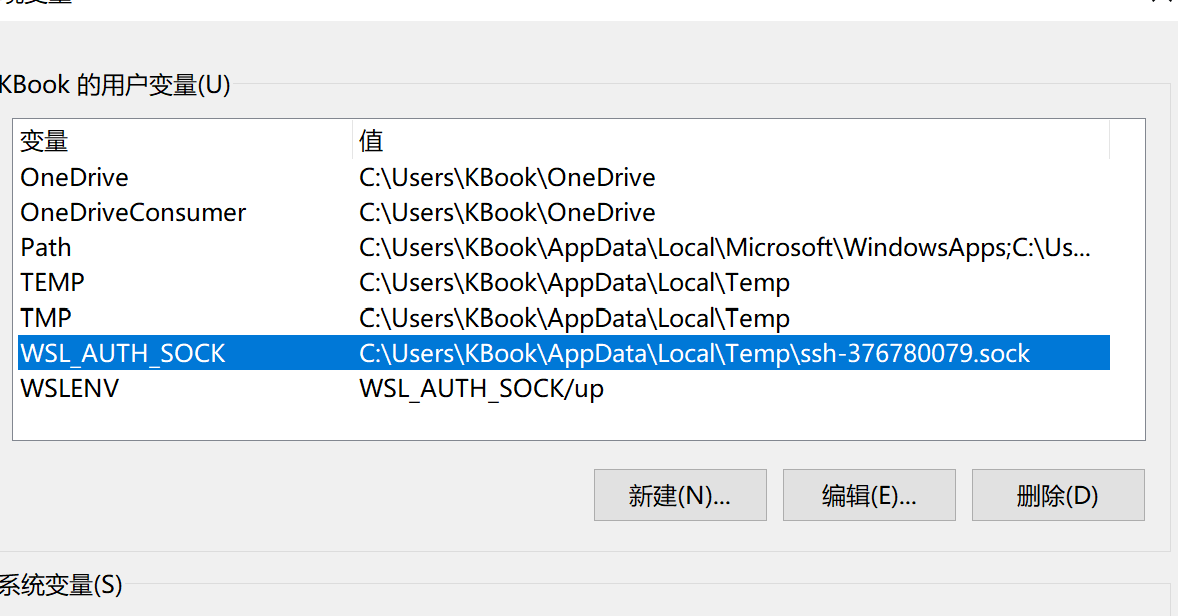 KBook 的用户变量(U)
变量 值
OneDrive C:\Users\KBook\OneDrive
OneDriveConsumer C:\Users\KBook\OneDrive
Path C:\Users\KBook\AppData\Local\Microsoft\WindowsApps;C:\Us...
TEMP C:\Users\KBook\AppData\Local\Temp
TMP C:\Users\KBook\AppData\Local\Temp
WSL_AUTH_SOCK C:\Users\KBook\AppData\Local\Temp\ssh-376780079.sock
WSLENV WSL_AUTH_SOCK/up
新建(N)... 编辑(E)... 删除(D)
系统变量(S)